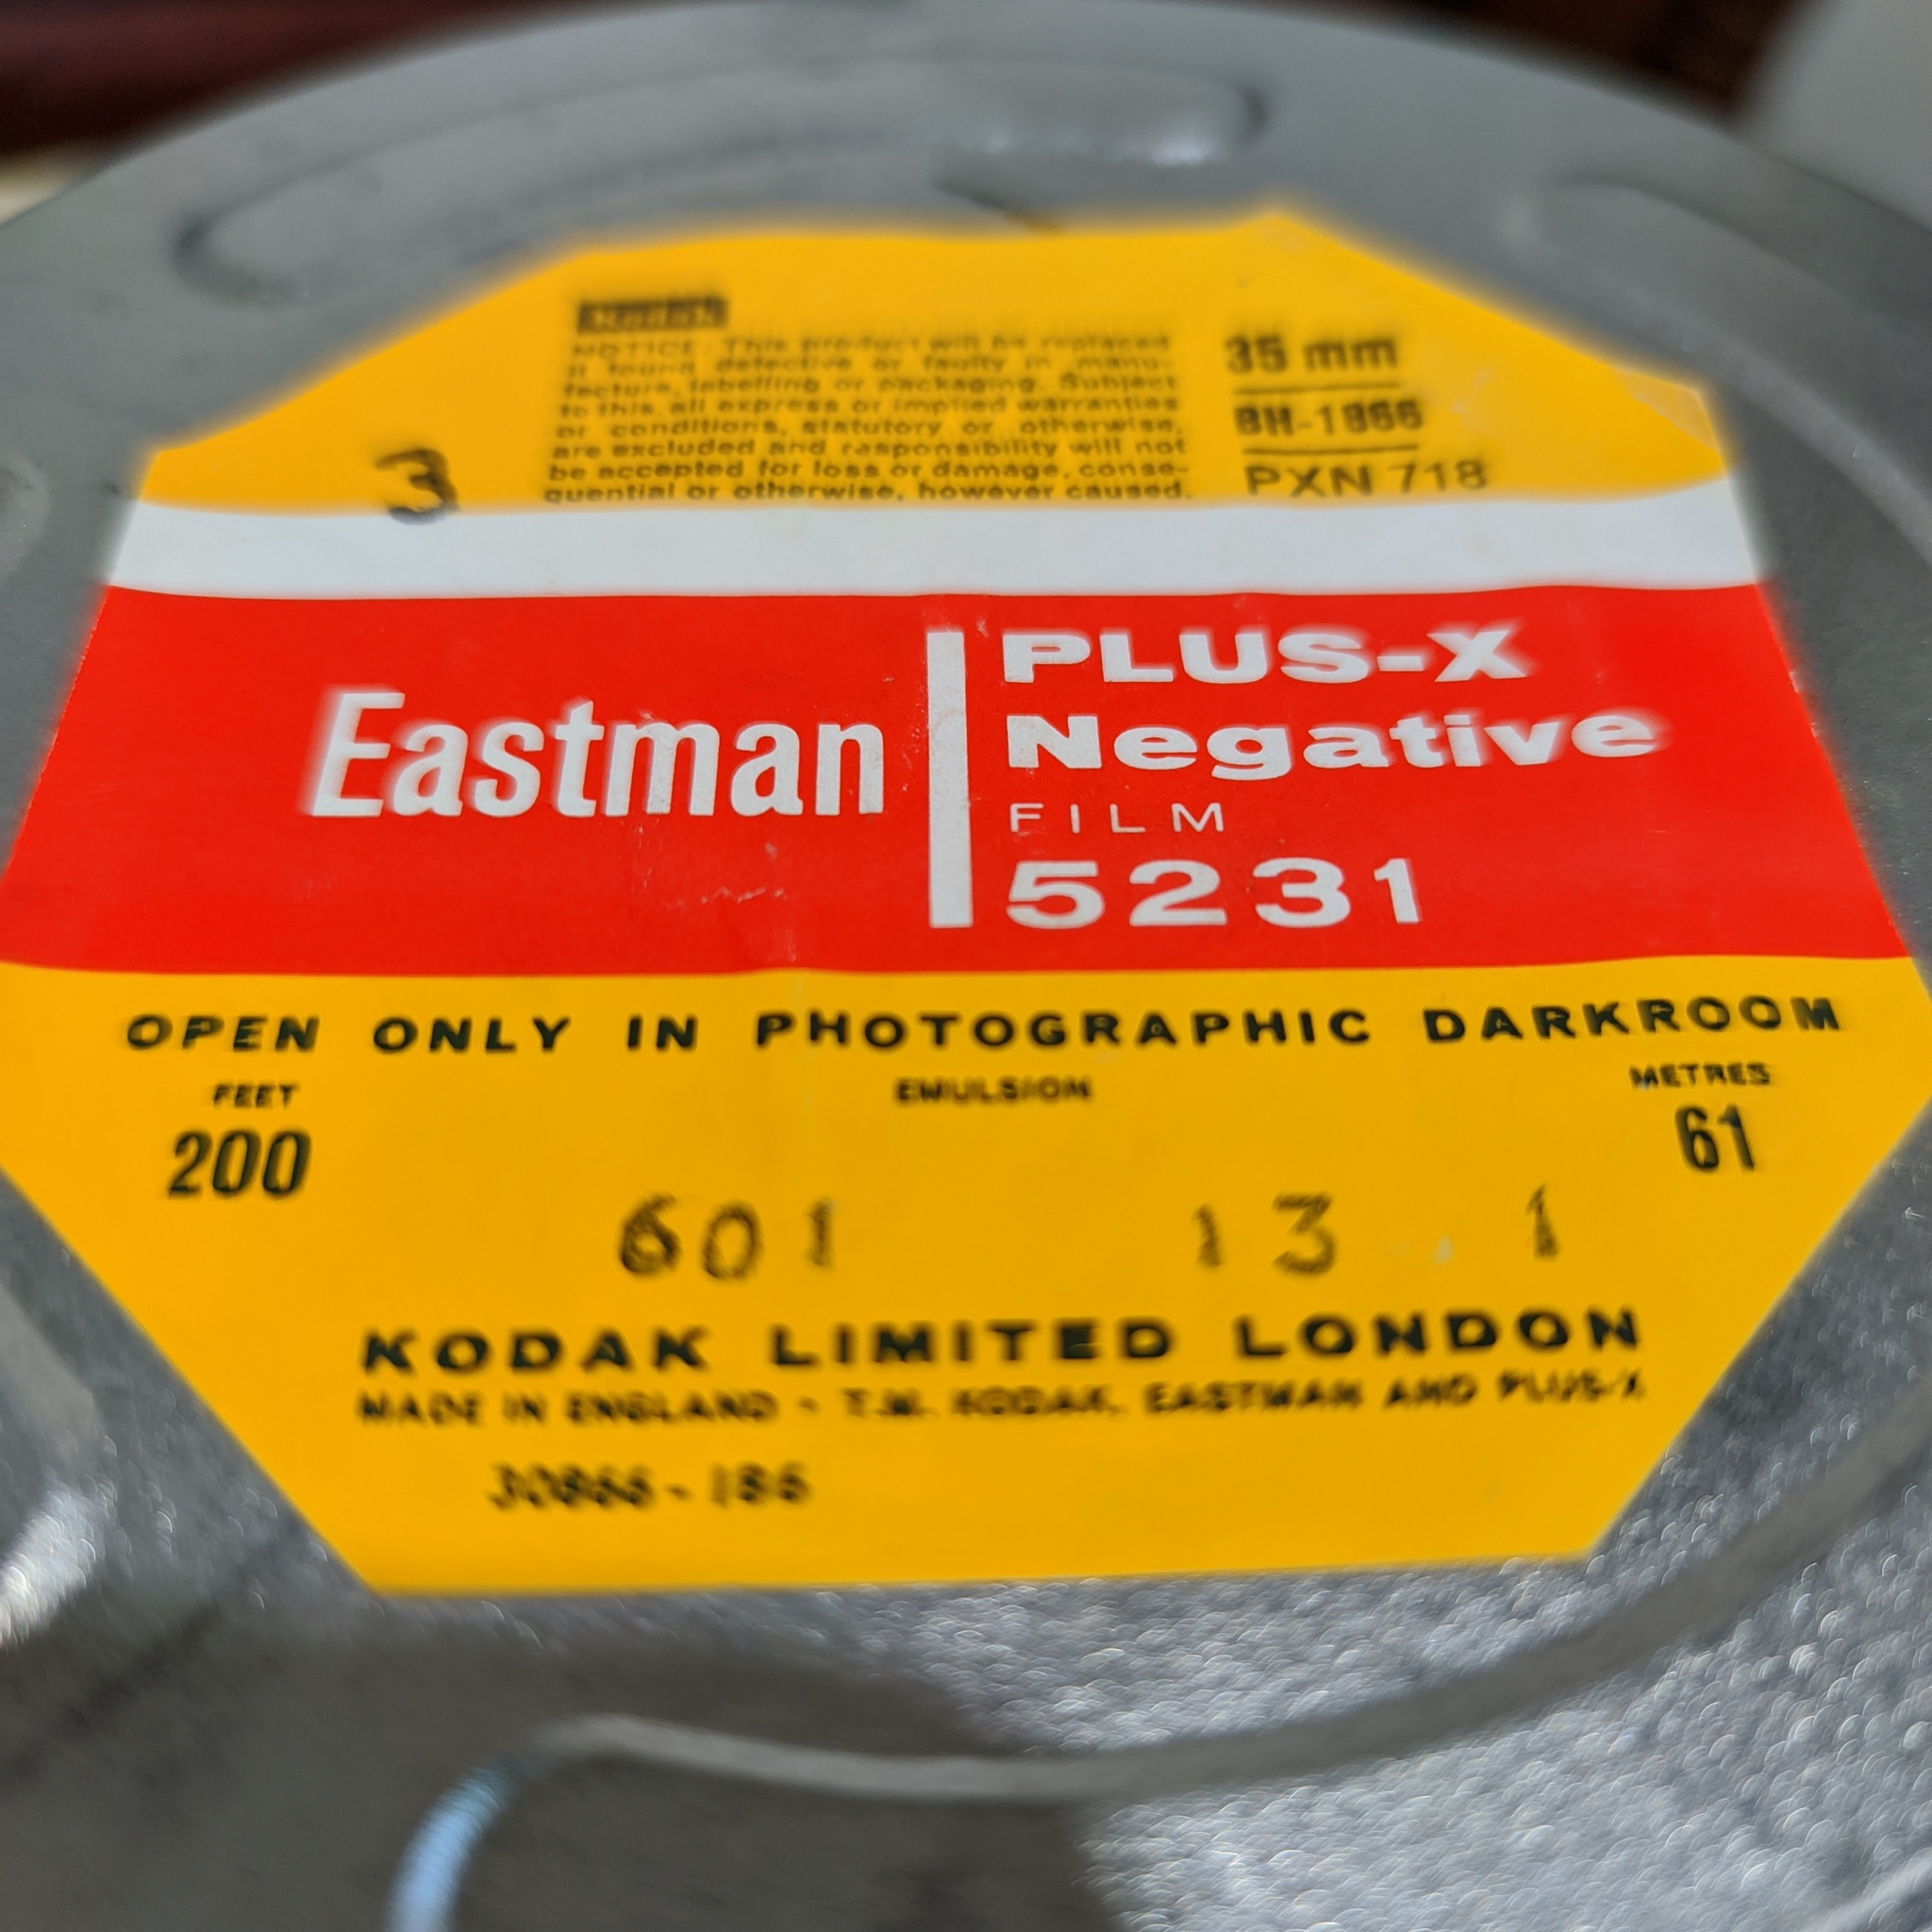 NOTICE: This product will be replaced
if found defective or faulty in manu-
facture, labelling or packaging. Subject
to this, all express or implied warranties
or conditions, statutory or otherwise,
are excluded and responsibility will not
be accepted for loss or damage, conse-
quential or otherwise, however caused.
35 mm
BH-1866
PXN 718
3
Eastman
PLUS-X
Negative
FILM
5231
OPEN ONLY IN PHOTOGRAPHIC DARKROOM
FEET
200
EMULSION
METRES
61
601 13 1
KODAK LIMITED LONDON
MADE IN ENGLAND - T.M. KODAK, EASTMAN AND PLUS-X